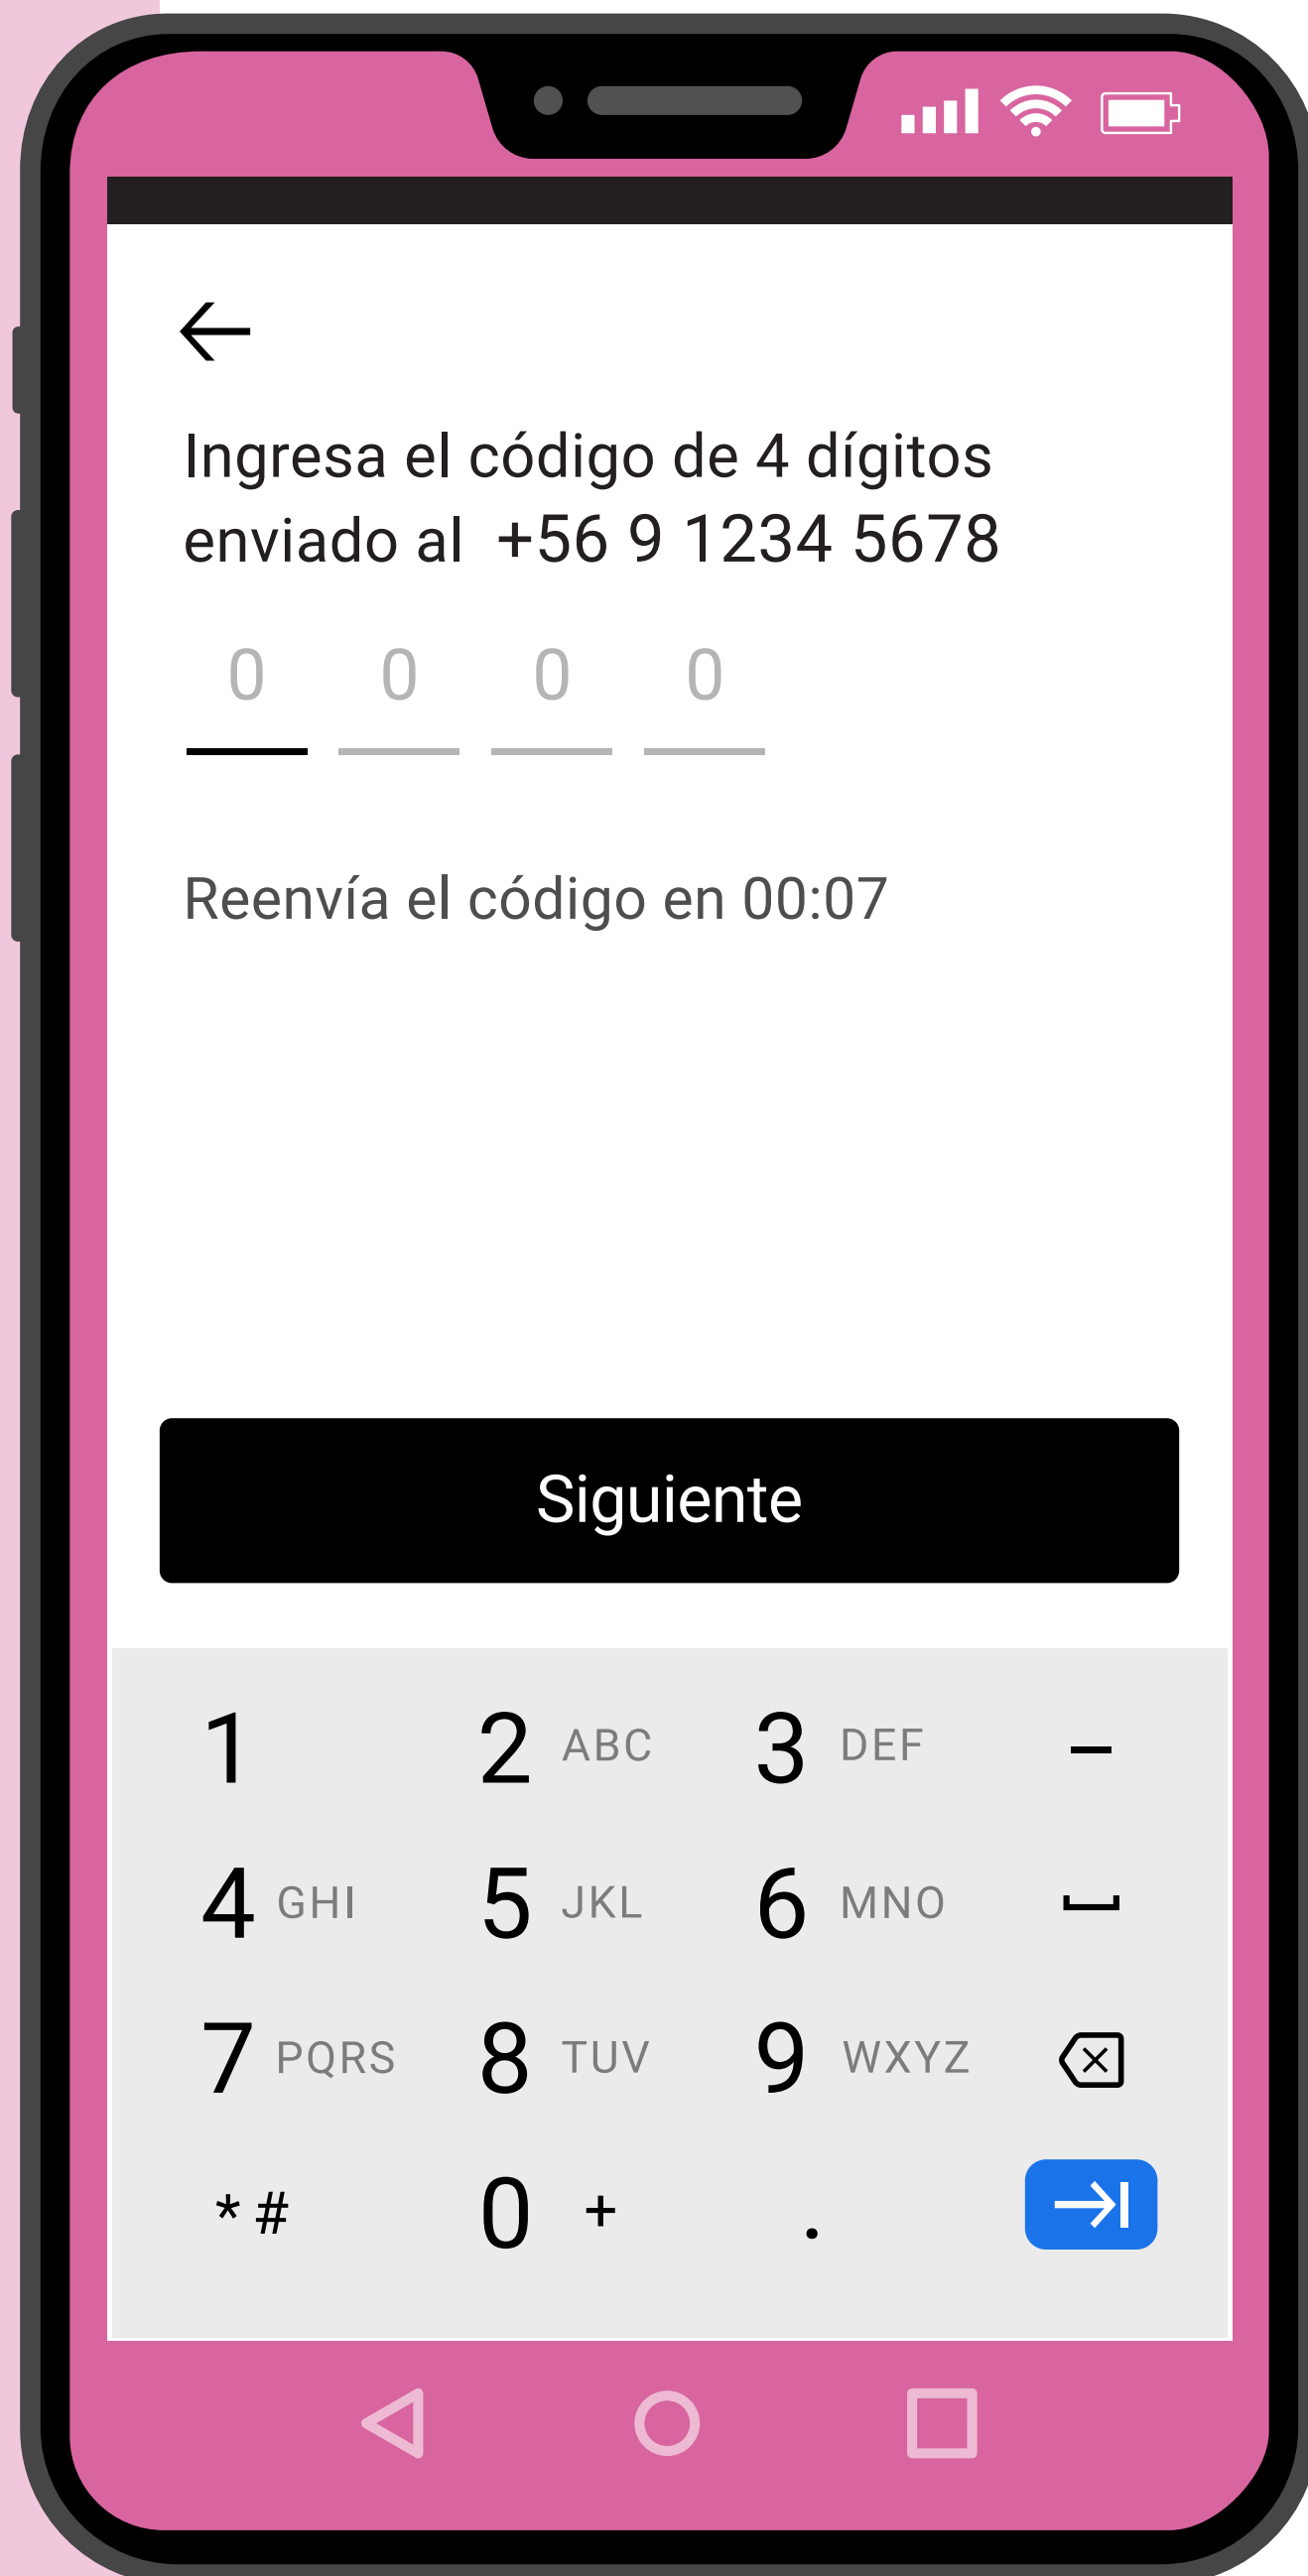 Ingresa el código de 4 dígitos
enviado al +56 9 1234 5678
0 0 0 0
Reenvía el código en 00:07
Siguiente
1 2 ABC 3 DEF –
4 GHI 5 JKL 6 MNO
7 PQRS 8 TUV 9 WXYZ
* # 0 + .